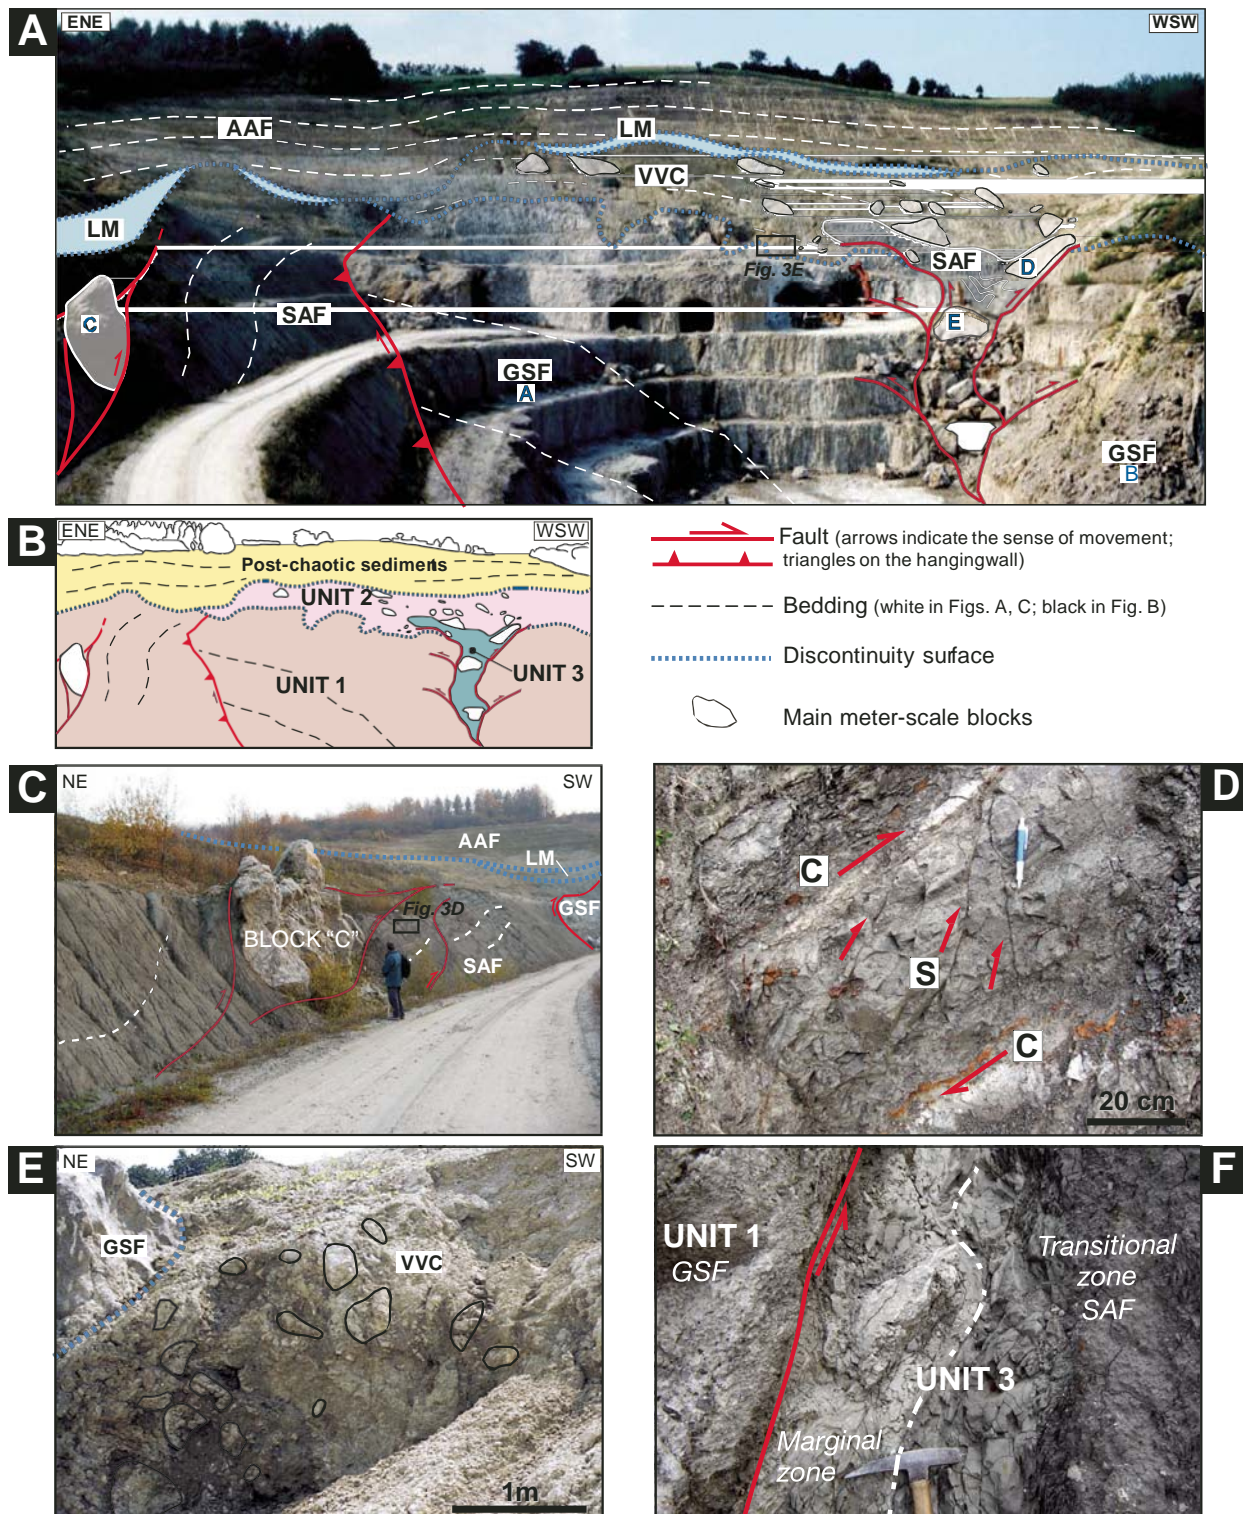 A
ENE
WSW
AAF
LM
VVC
LM
Fig. 3E
SAF
D
C
SAF
E
GSF
A
GSF
B
B
ENE
WSW
Post-chaotic sediments
UNIT 2
UNIT 3
UNIT 1
Fault (arrows indicate the sense of movement;
triangles on the hangingwall)
Bedding (white in Figs. A, C; black in Fig. B)
Discontinuity surface
Main meter-scale blocks
C
NE
SW
AAF
LM
GSF
Fig. 3D
BLOCK “C”
SAF
D
C
S
C
20 cm
E
NE
SW
GSF
VVC
1m
F
UNIT 1
GSF
Transitional
zone
SAF
UNIT 3
Marginal
zone